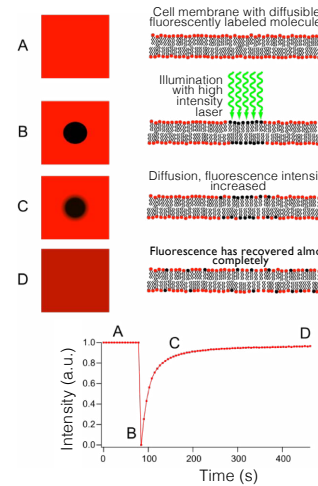 Cell membrane with diffusible
fluorescently labeled molecule
A
Illumination
with high
intensity
laser
B
Diffusion, fluorescence intensi
increased
C
Fluorescence has recovered almo
completely
D
Intensity (a.u.)
1.0
0.8
0.6
0.4
0.2
0.0
A
B
C
D
0
100
200
300
400
Time (s)